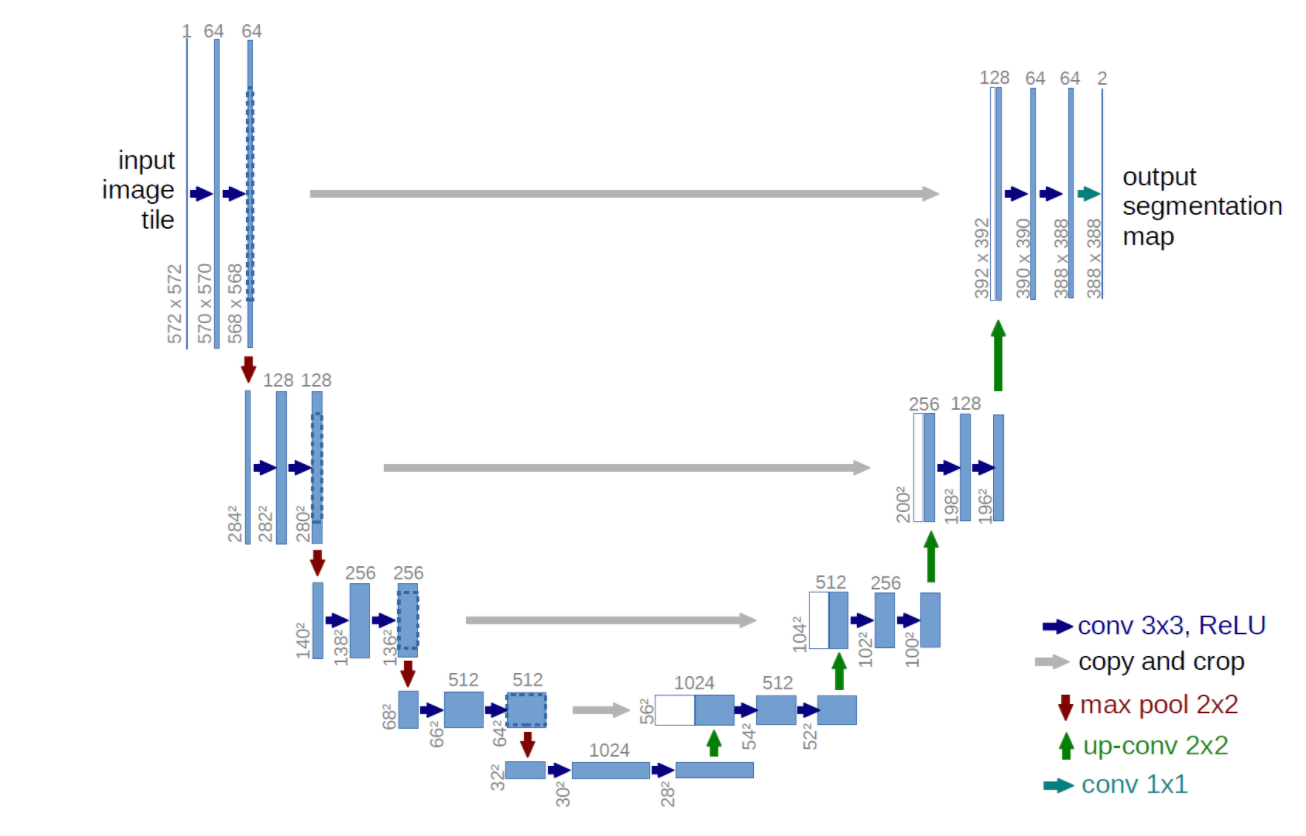 1 64 64
128 64 64 2
input
image
tile
output
segmentation
map
572 x 572
570 x 570
568 x 568
392 x 392
390 x 390
388 x 388
388 x 388
128 128
256 128
284²
282²
280²
200²
198²
196²
256 256
512 256
140²
138²
136²
104²
102²
100²
512 512
1024 512
68²
66²
64²
56²
54²
52²
1024
32²
30²
28²
conv 3x3, ReLU
copy and crop
max pool 2x2
up-conv 2x2
conv 1x1